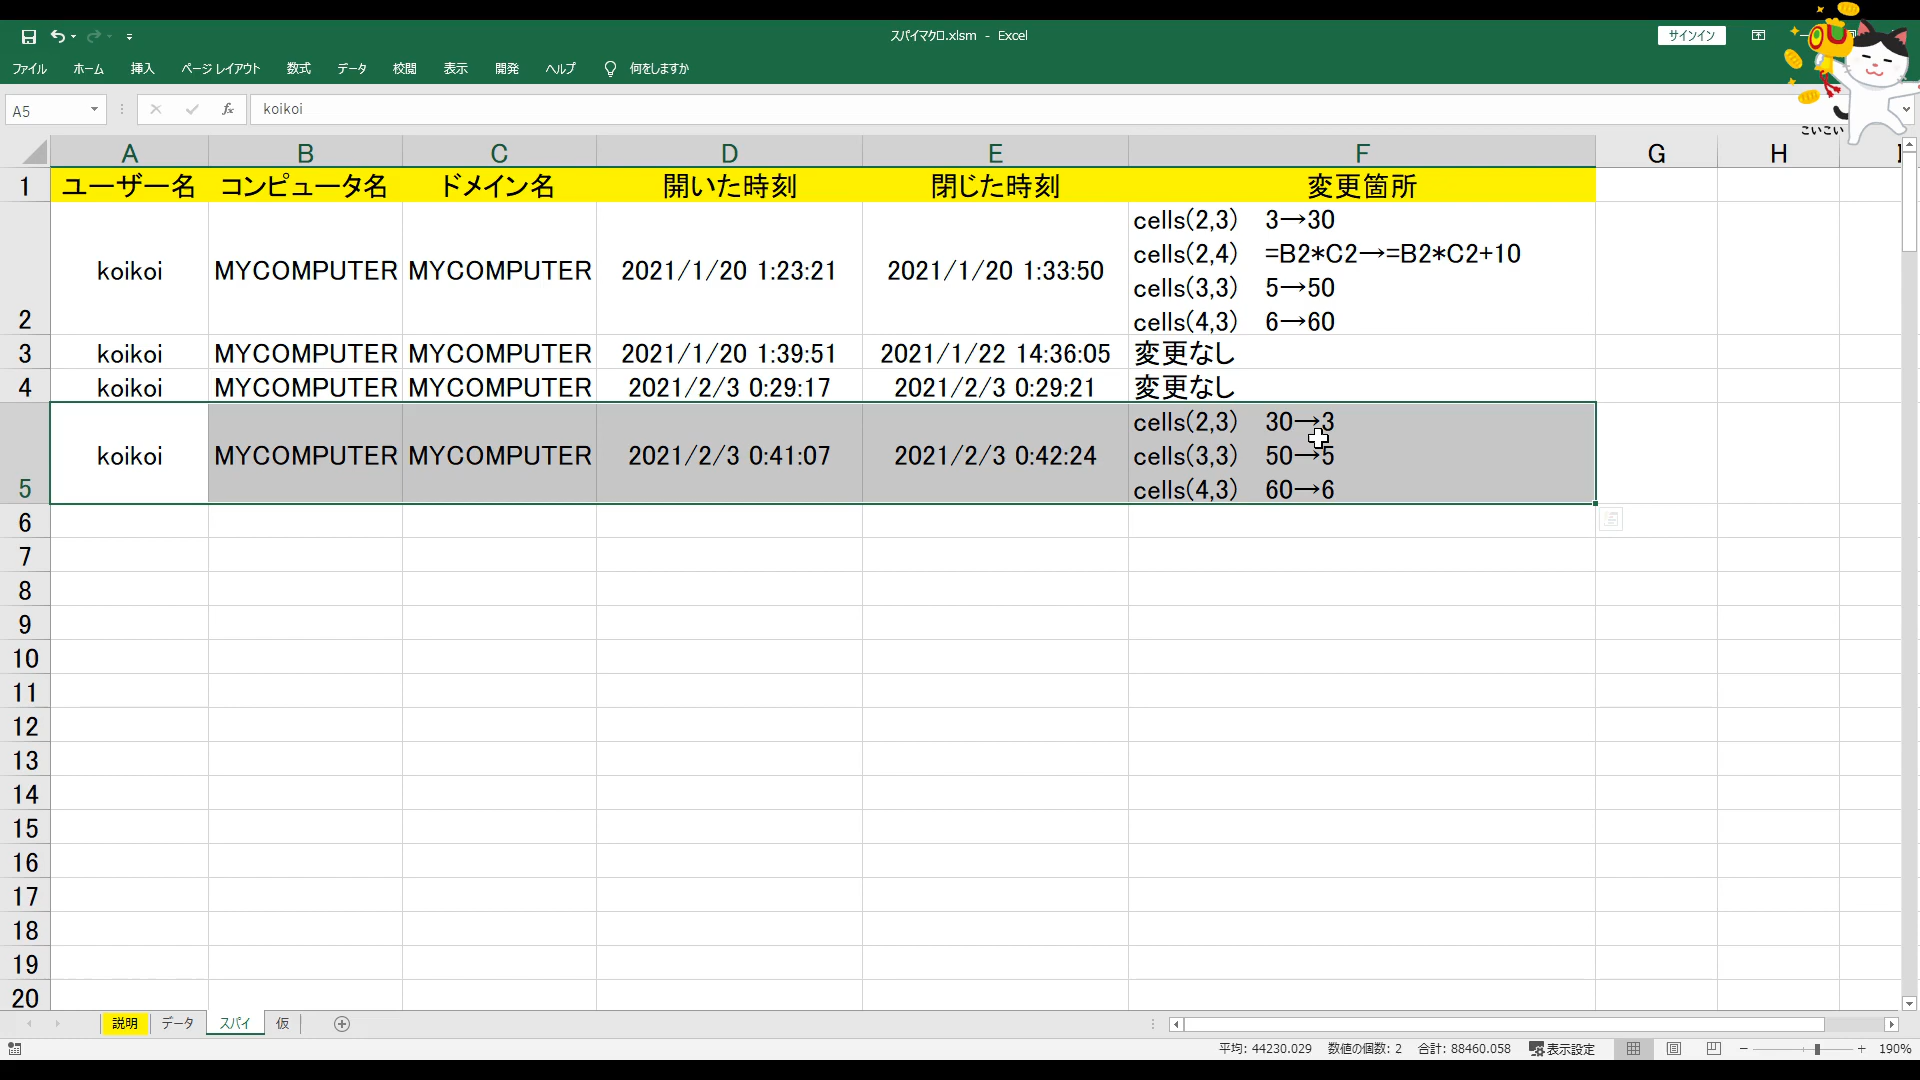 スパイマクロ.xlsm - Excel
サインイン
ファイル ホーム 挿入 ページ レイアウト 数式 データ 校閲 表示 開発 ヘルプ 何をしますか
A5 fx koikoi
こいこい
A B C D E F G H
1 ユーザー名 コンピュータ名 ドメイン名 開いた時刻 閉じた時刻 変更箇所
cells(2,3) 3→30
cells(2,4) =B2*C2→=B2*C2+10
koikoi MYCOMPUTER MYCOMPUTER 2021/1/20 1:23:21 2021/1/20 1:33:50
cells(3,3) 5→50
2 cells(4,3) 6→60
3 koikoi MYCOMPUTER MYCOMPUTER 2021/1/20 1:39:51 2021/1/22 14:36:05 変更なし
4 koikoi MYCOMPUTER MYCOMPUTER 2021/2/3 0:29:17 2021/2/3 0:29:21 変更なし
cells(2,3) 30→3
koikoi MYCOMPUTER MYCOMPUTER 2021/2/3 0:41:07 2021/2/3 0:42:24 cells(3,3) 50→5
5 cells(4,3) 60→6
6
7
8
9
10
11
12
13
14
15
16
17
18
19
20
説明 データ スパイ 仮
平均: 44230.029 数値の個数: 2 合計: 88460.058 表示設定 190%